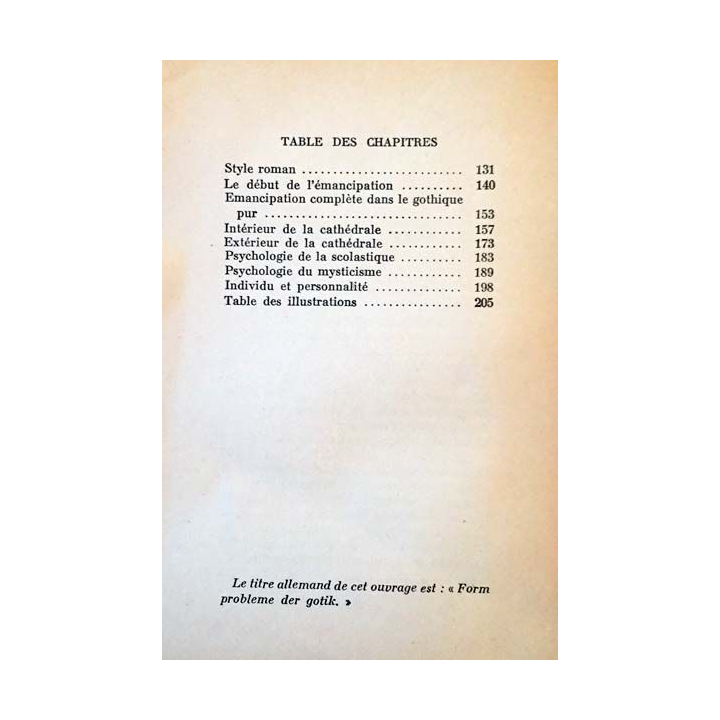 TABLE DES CHAPITRES
Style roman .......................... 131
Le début de l'émancipation .......... 140
Emancipation complète dans le gothique
pur ................................ 153
Intérieur de la cathédrale ............. 157
Extérieur de la cathédrale ............ 173
Psychologie de la scolastique .......... 183
Psychologie du mysticisme ............ 189
Individu et personnalité .............. 198
Table des illustrations ................ 205
Le titre allemand de cet ouvrage est : « Form
probleme der gotik. »